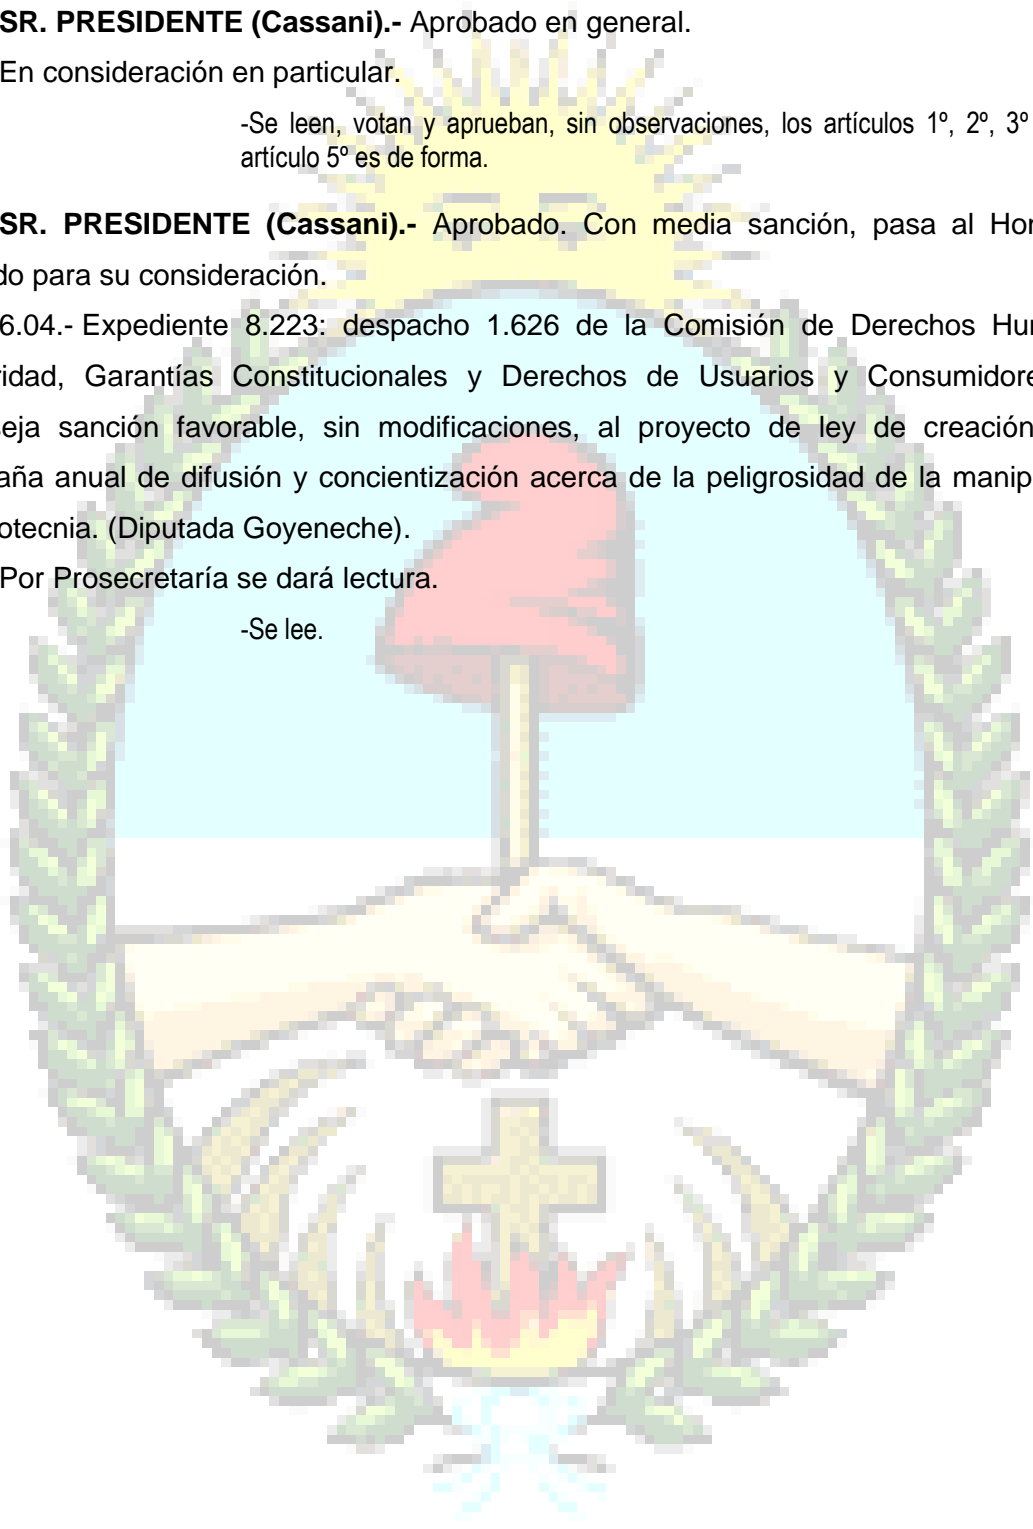 SR. PRESIDENTE (Cassani).- Aprobado en general.
En consideración en particular.
-Se leen, votan y aprueban, sin observaciones, los artículos 1º, 2º, 3º
artículo 5º es de forma.
SR. PRESIDENTE (Cassani).- Aprobado. Con media sanción, pasa al Hon
do para su consideración.
6.04.- Expediente 8.223: despacho 1.626 de la Comisión de Derechos Hu
idad, Garantías Constitucionales y Derechos de Usuarios y Consumidore
seja sanción favorable, sin modificaciones, al proyecto de ley de creación
aña anual de difusión y concientización acerca de la peligrosidad de la manip
otecnia. (Diputada Goyeneche).
Por Prosecretaría se dará lectura.
-Se lee.